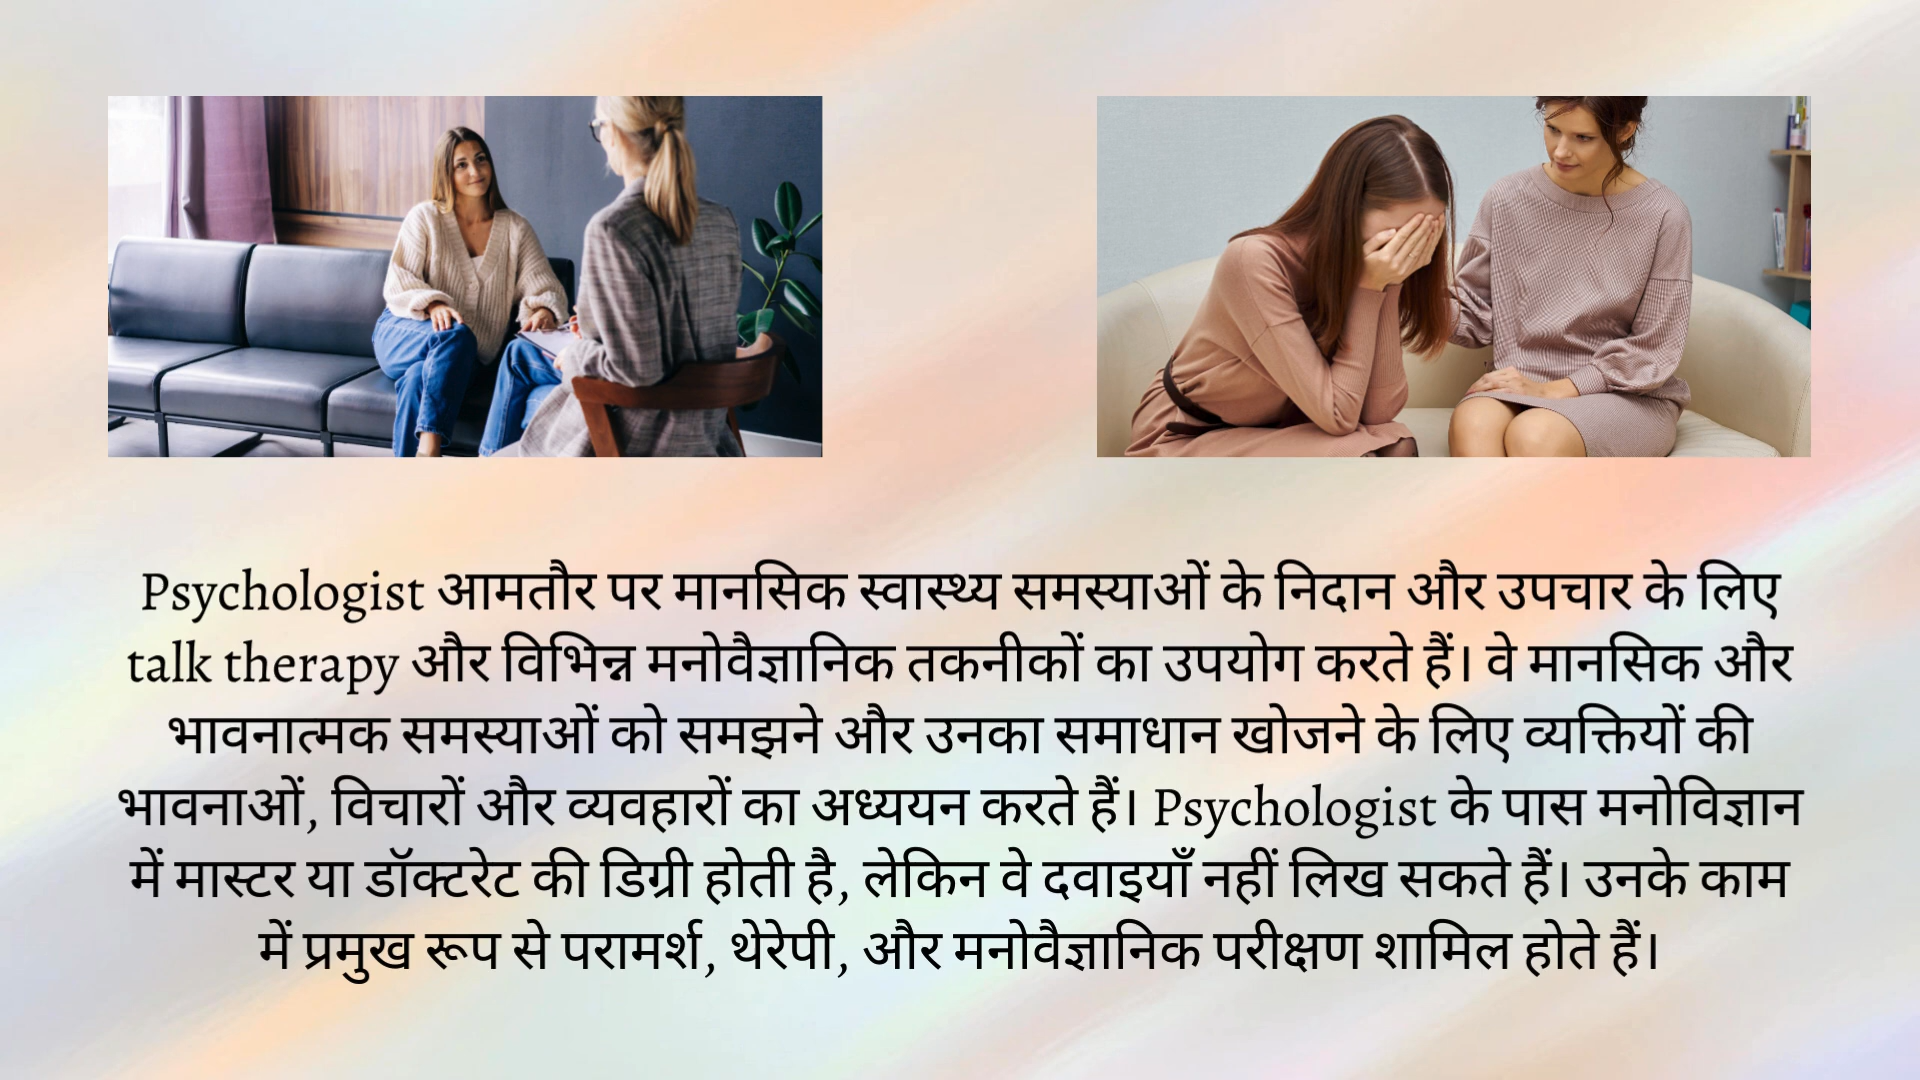 Psychologist आमतौर पर मानसिक स्वास्थ्य समस्याओं के निदान और उपचार के लिए
talk therapy और विभिन्न मनोवैज्ञानिक तकनीकों का उपयोग करते हैं। वे मानसिक और
भावनात्मक समस्याओं को समझने और उनका समाधान खोजने के लिए व्यक्तियों की
भावनाओं, विचारों और व्यवहारों का अध्ययन करते हैं। Psychologist के पास मनोविज्ञान
में मास्टर या डॉक्टरेट की डिग्री होती है, लेकिन वे दवाइयाँ नहीं लिख सकते हैं। उनके काम
में प्रमुख रूप से परामर्श, थेरेपी, और मनोवैज्ञानिक परीक्षण शामिल होते हैं।